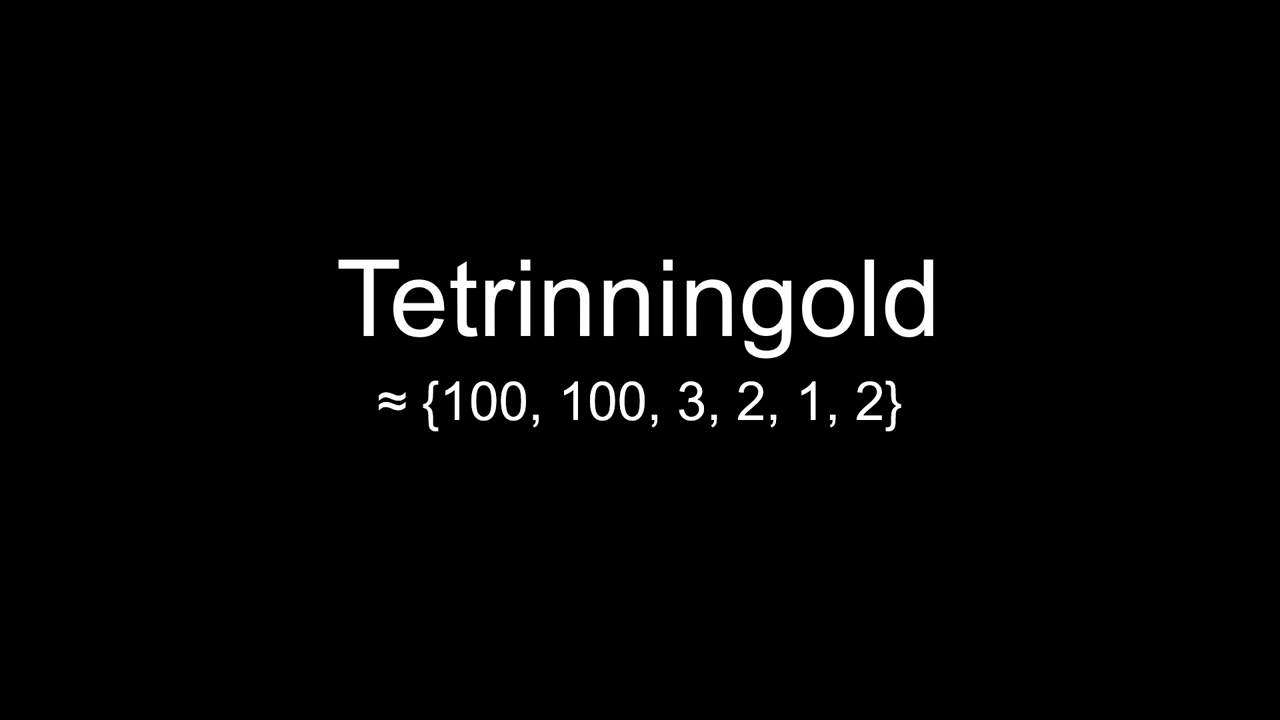 Tetrinningold
≈ {100, 100, 3, 2, 1, 2}